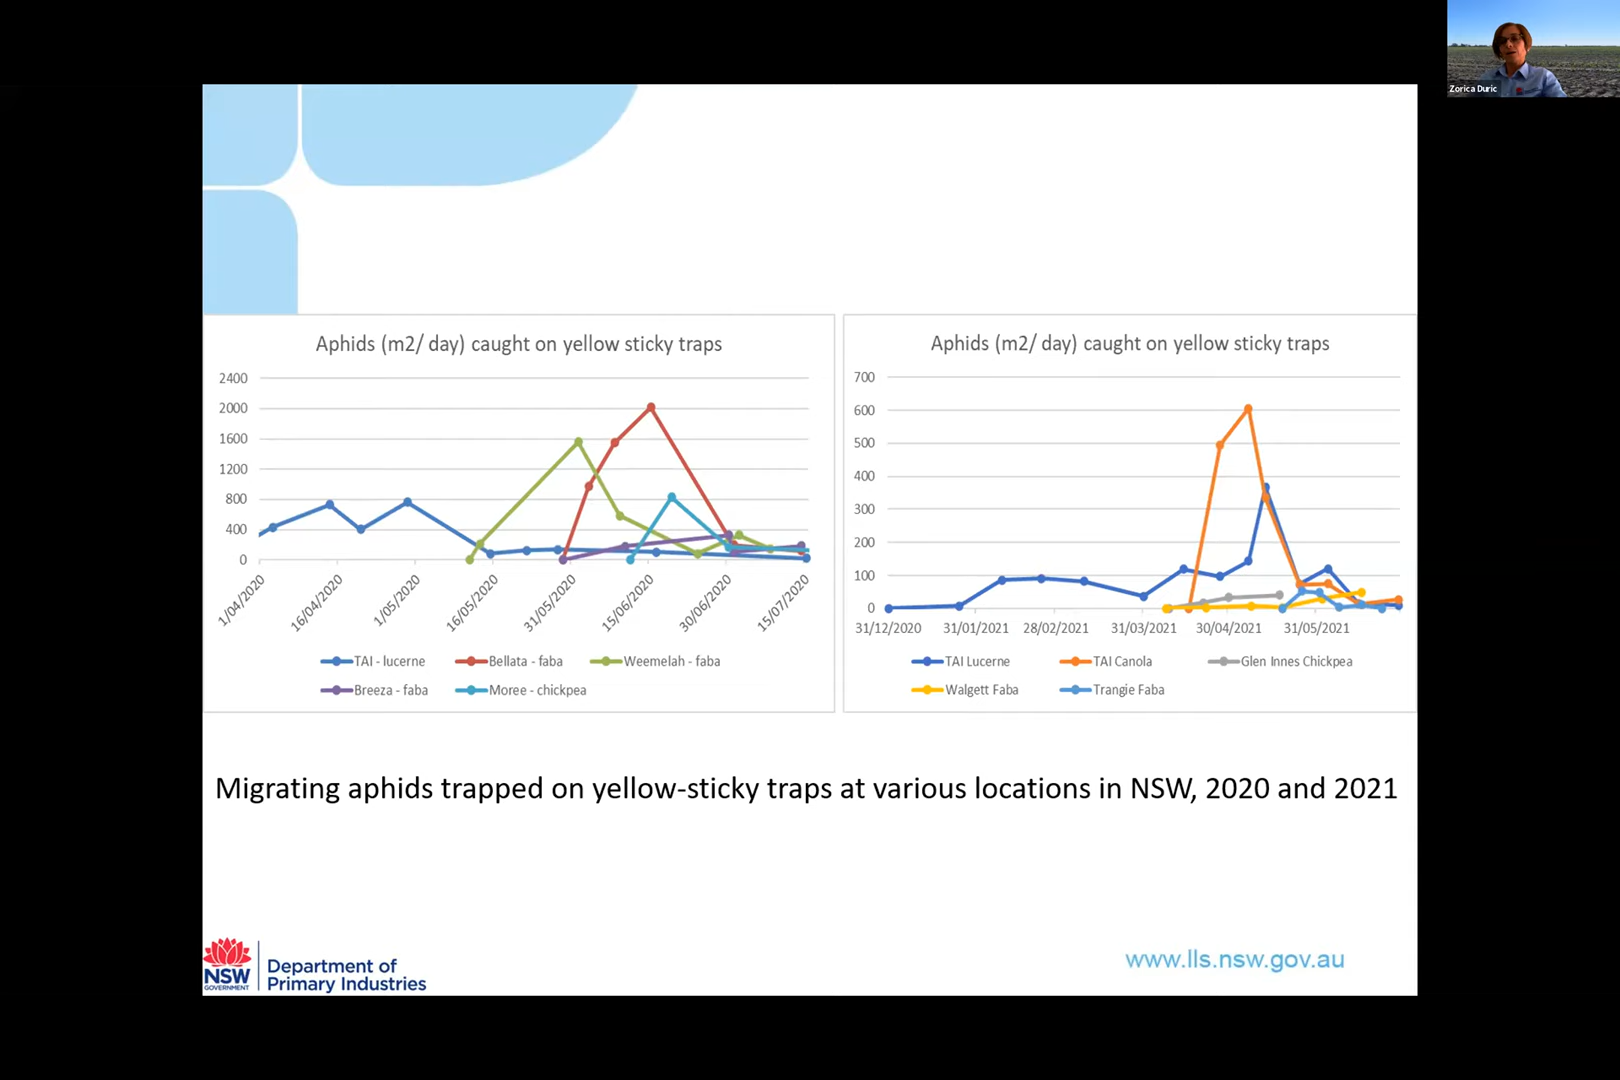 Zorica Duric
Aphids (m2/ day) caught on yellow sticky traps
2400
2000
1600
1200
800
400
0
1/04/2020
16/04/2020
1/05/2020
16/05/2020
31/05/2020
15/06/2020
30/06/2020
15/07/2020
TAI - lucerne
Bellata - faba
Weemelah - faba
Breeza - faba
Moree - chickpea
Aphids (m2/ day) caught on yellow sticky traps
700
600
500
400
300
200
100
0
31/12/2020
31/01/2021
28/02/2021
31/03/2021
30/04/2021
31/05/2021
TAI Lucerne
TAI Canola
Glen Innes Chickpea
Walgett Faba
Trangie Faba
Migrating aphids trapped on yellow-sticky traps at various locations in NSW, 2020 and 2021
NSW
GOVERNMENT
Department of
Primary Industries
www.lls.nsw.gov.au